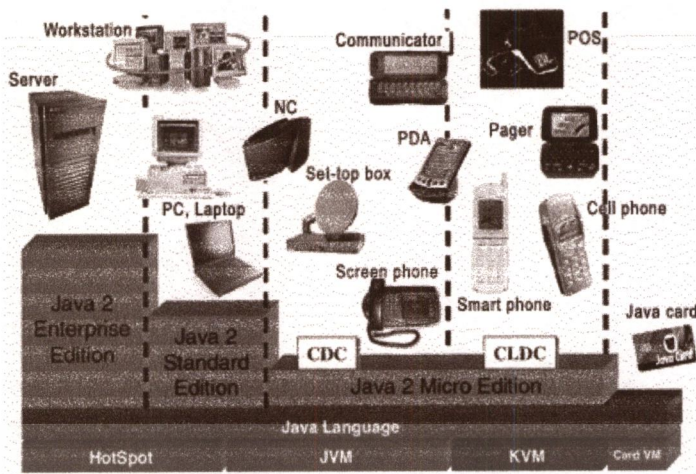 Workstation
Communicator
POS
Server
NC
PDA
Pager
Set-top box
PC, Laptop
Cell phone
Screen phone
Smart phone
Java card
Java 2
Enterprise
Edition
Java 2
Standard
Edition
CDC
CLDC
Java 2 Micro Edition
Java Language
HotSpot
JVM
KVM
Card VM